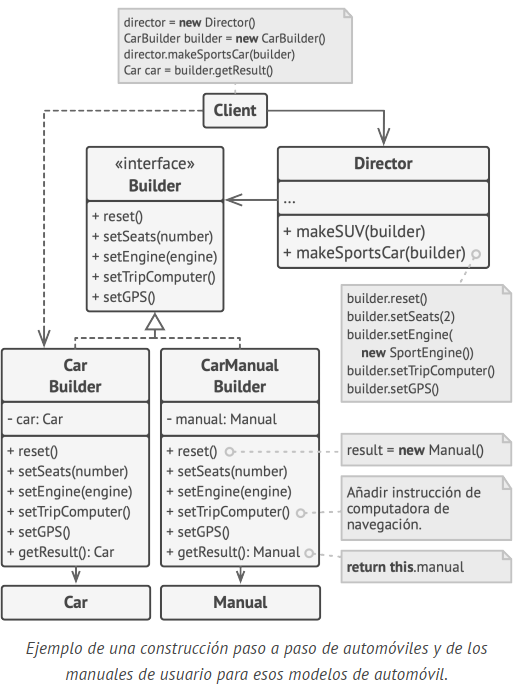 director = new Director()
CarBuilder builder = new CarBuilder()
director.makeSportsCar(builder)
Car car = builder.getResult()
Client
«interface»
Builder
+ reset()
+ setSeats(number)
+ setEngine(engine)
+ setTripComputer()
+ setGPS()
Director
...
+ makeSUV(builder)
+ makeSportsCar(builder)
builder.reset()
builder.setSeats(2)
builder.setEngine(
new SportEngine())
builder.setTripComputer()
builder.setGPS()
Car
Builder
- car: Car
+ reset()
+ setSeats(number)
+ setEngine(engine)
+ setTripComputer()
+ setGPS()
+ getResult(): Car
CarManual
Builder
- manual: Manual
+ reset()
+ setSeats(number)
+ setEngine(engine)
+ setTripComputer()
+ setGPS()
+ getResult(): Manual
result = new Manual()
Añadir instrucción de
computadora de
navegación.
return this.manual
Car
Manual
Ejemplo de una construcción paso a paso de automóviles y de los
manuales de usuario para esos modelos de automóvil.